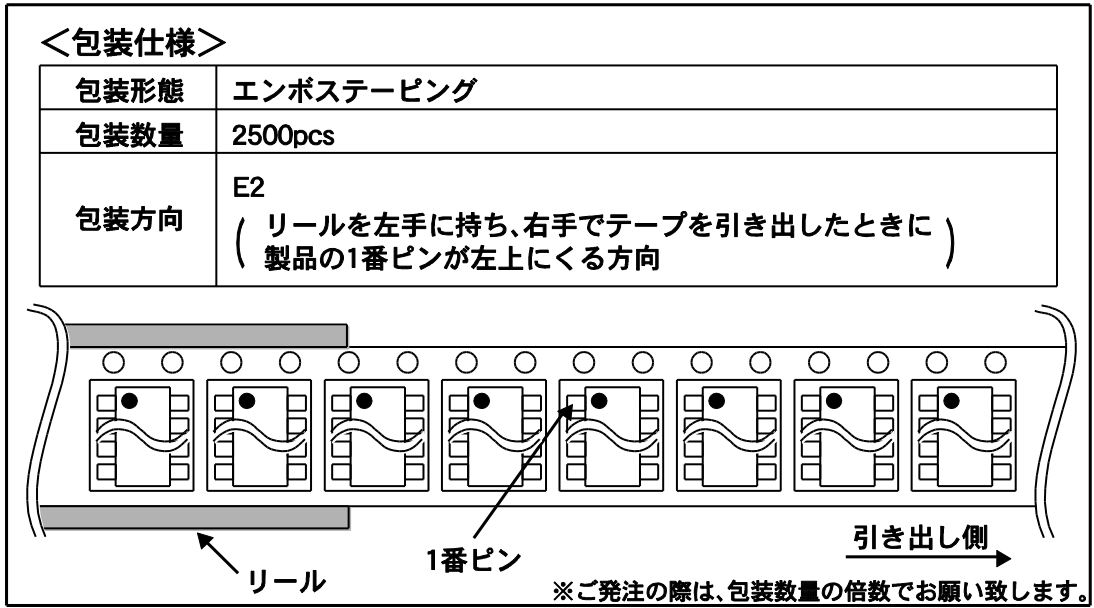 ＜包装仕様＞
包装形態 エンボステーピング
包装数量 2500pcs
包装方向
E2
( リールを左手に持ち、右手でテープを引き出したときに
製品の1番ピンが左上にくる方向 )
1番ピン
リール
引き出し側
※ご発注の際は、包装数量の倍数でお願い致します。